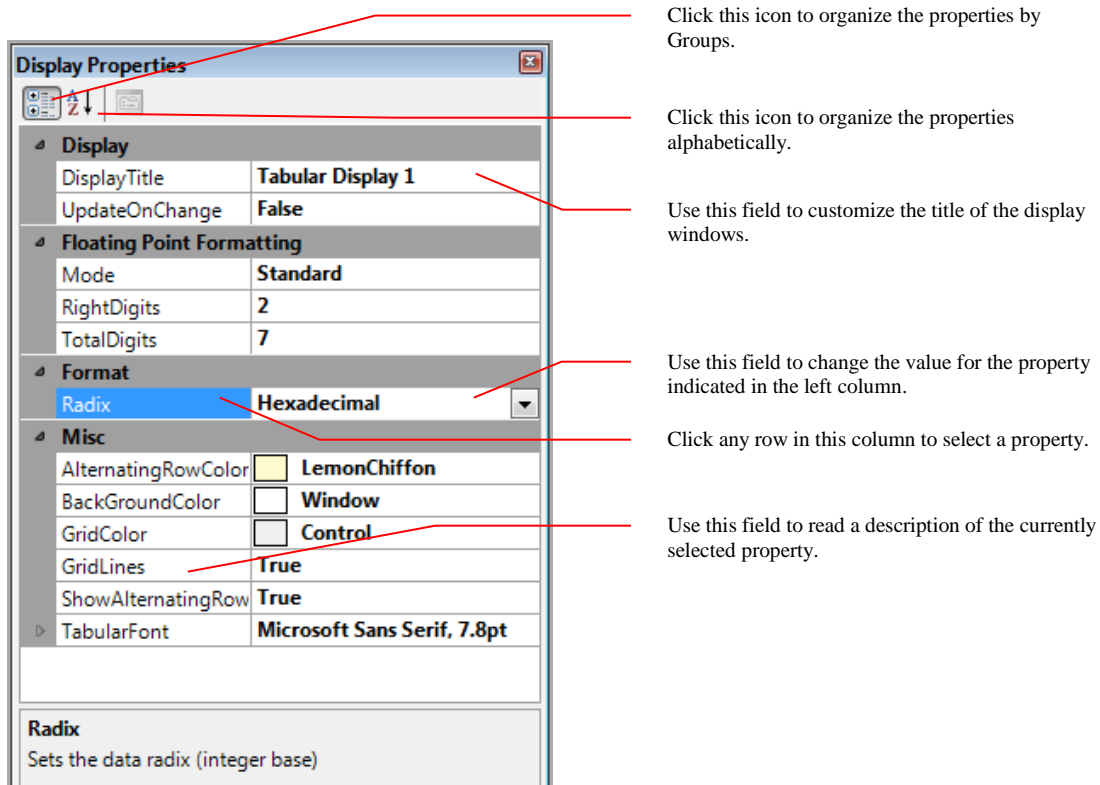 Click this icon to organize the properties by
Groups.
Display Properties
A
Z
Click this icon to organize the properties
alphabetically.
Display
DisplayTitle Tabular Display 1
UpdateOnChange False
Use this field to customize the title of the display
windows.
Floating Point Formatting
Mode Standard
RightDigits 2
TotalDigits 7
Format
Radix Hexadecimal
Use this field to change the value for the property
indicated in the left column.
Misc
Click any row in this column to select a property.
AlternatingRowColor LemonChiffon
BackGroundColor Window
GridColor Control
GridLines True
Use this field to read a description of the currently
selected property.
ShowAlternatingRow True
TabularFont Microsoft Sans Serif, 7.8pt
Radix
Sets the data radix (integer base)